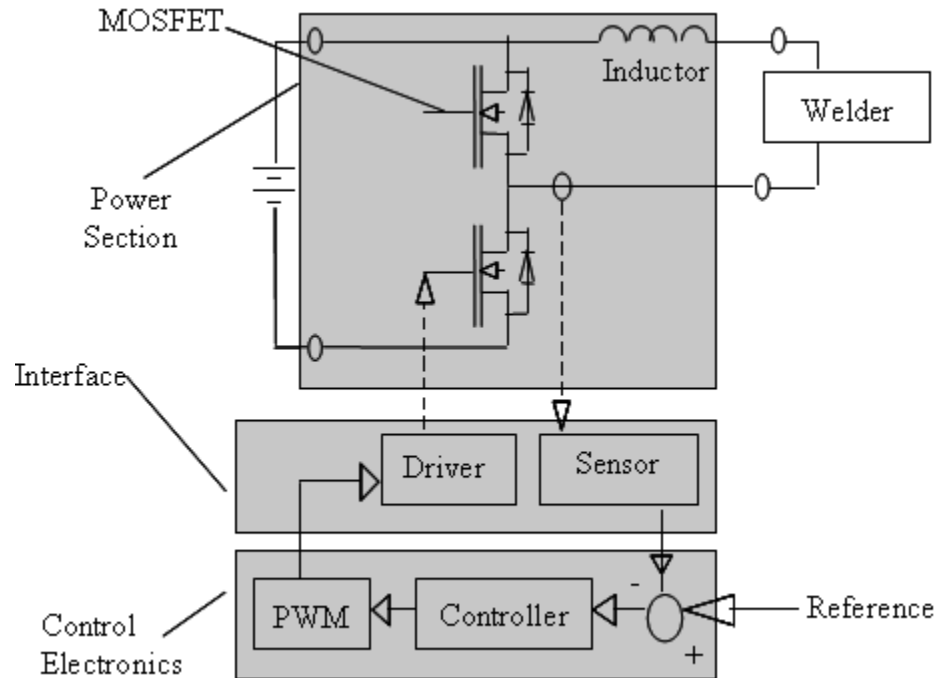 MOSFET
Inductor
Welder
Power
Section
Interface
Driver
Sensor
-
PWM
Controller
Reference
+
Control
Electronics